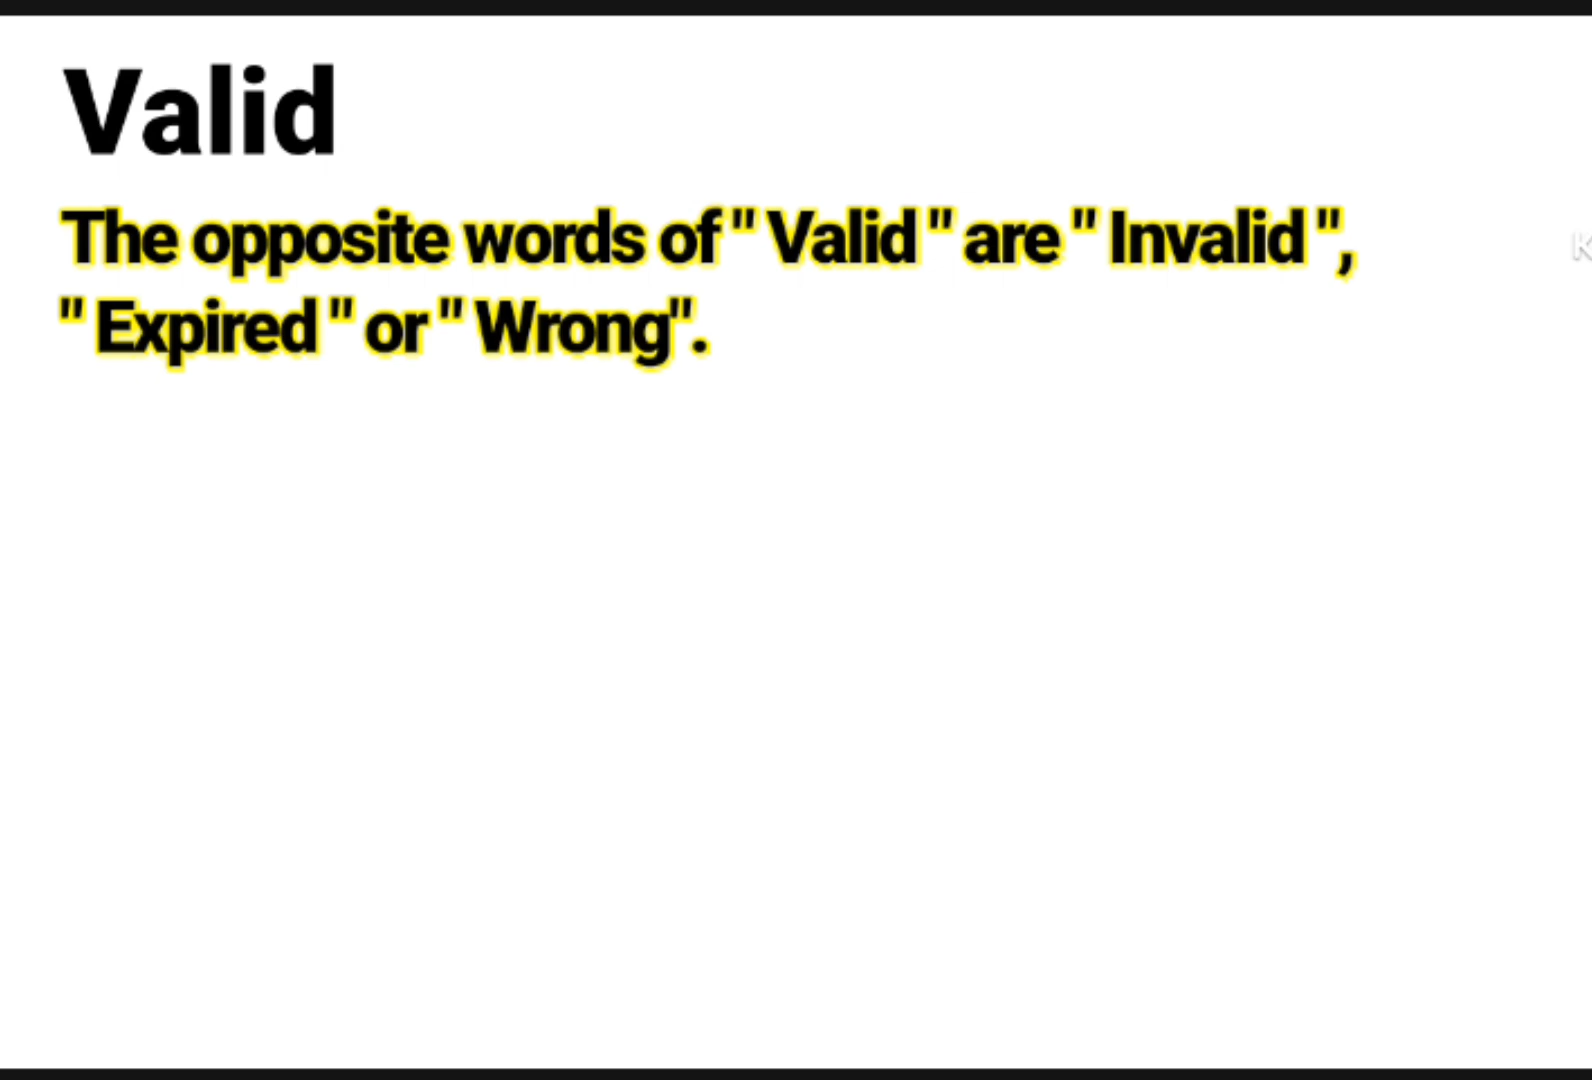 Valid
The opposite words of " Valid " are " Invalid ",
" Expired " or " Wrong".